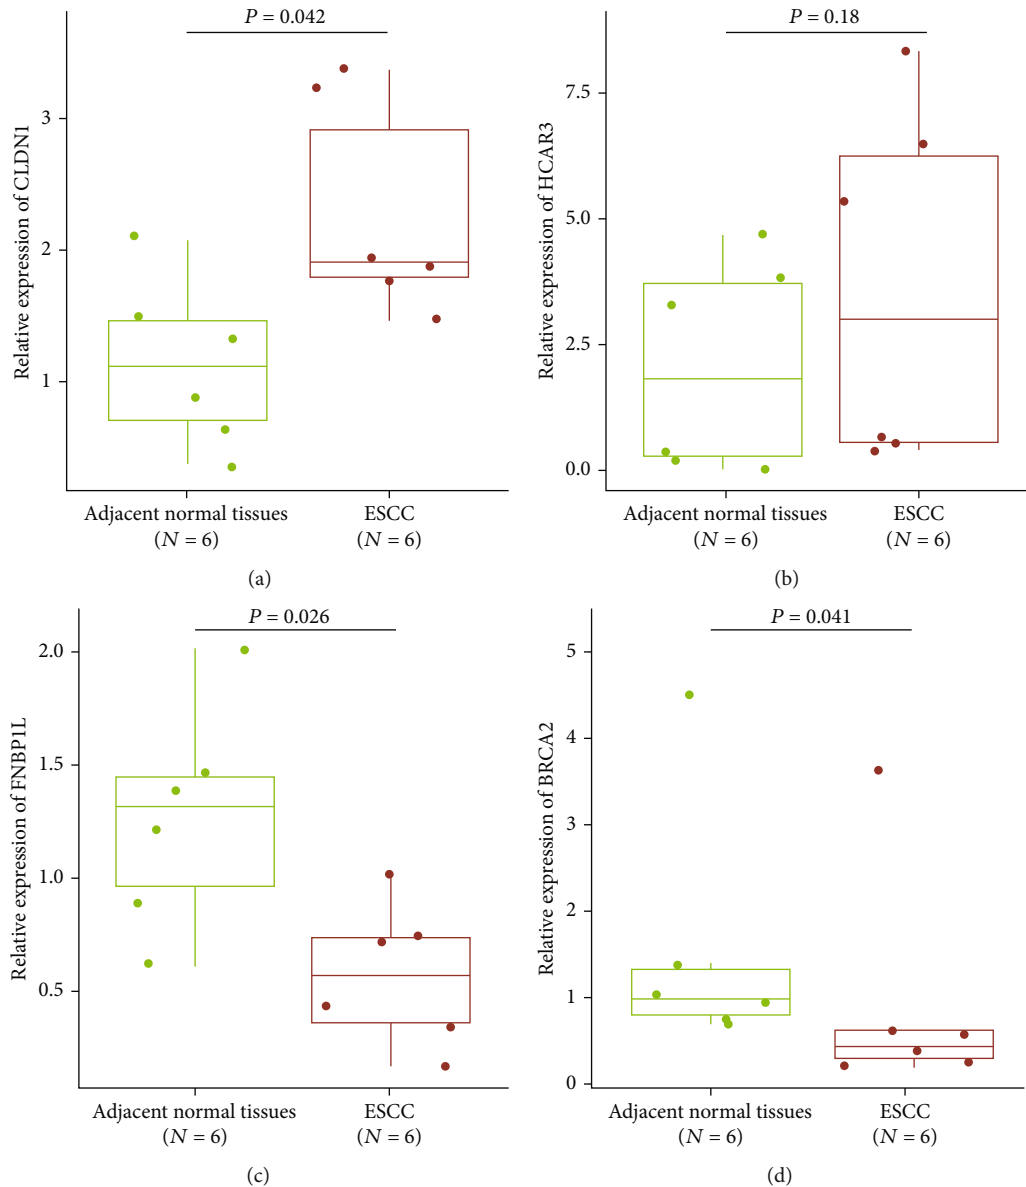 P = 0.042
Relative expression of CLDN1
3
2
1
Adjacent normal tissues
(N = 6)
ESCC
(N = 6)
(a)
P = 0.18
Relative expression of HCAR3
7.5
5.0
2.5
0.0
Adjacent normal tissues
(N = 6)
ESCC
(N = 6)
(b)
P = 0.026
Relative expression of FNBP1L
2.0
1.5
1.0
0.5
Adjacent normal tissues
(N = 6)
ESCC
(N = 6)
(c)
P = 0.041
Relative expression of BRCA2
5
4
3
2
1
0
Adjacent normal tissues
(N = 6)
ESCC
(N = 6)
(d)